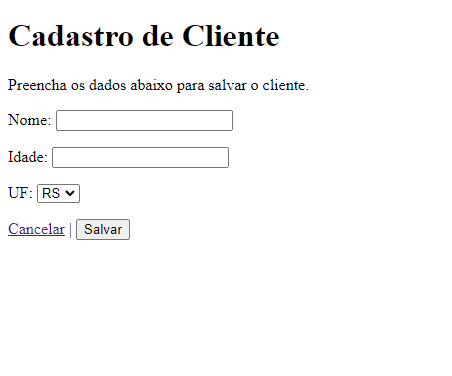 Cadastro de Cliente
Preencha os dados abaixo para salvar o cliente.
Nome:
Idade:
UF: RS
Cancelar | Salvar